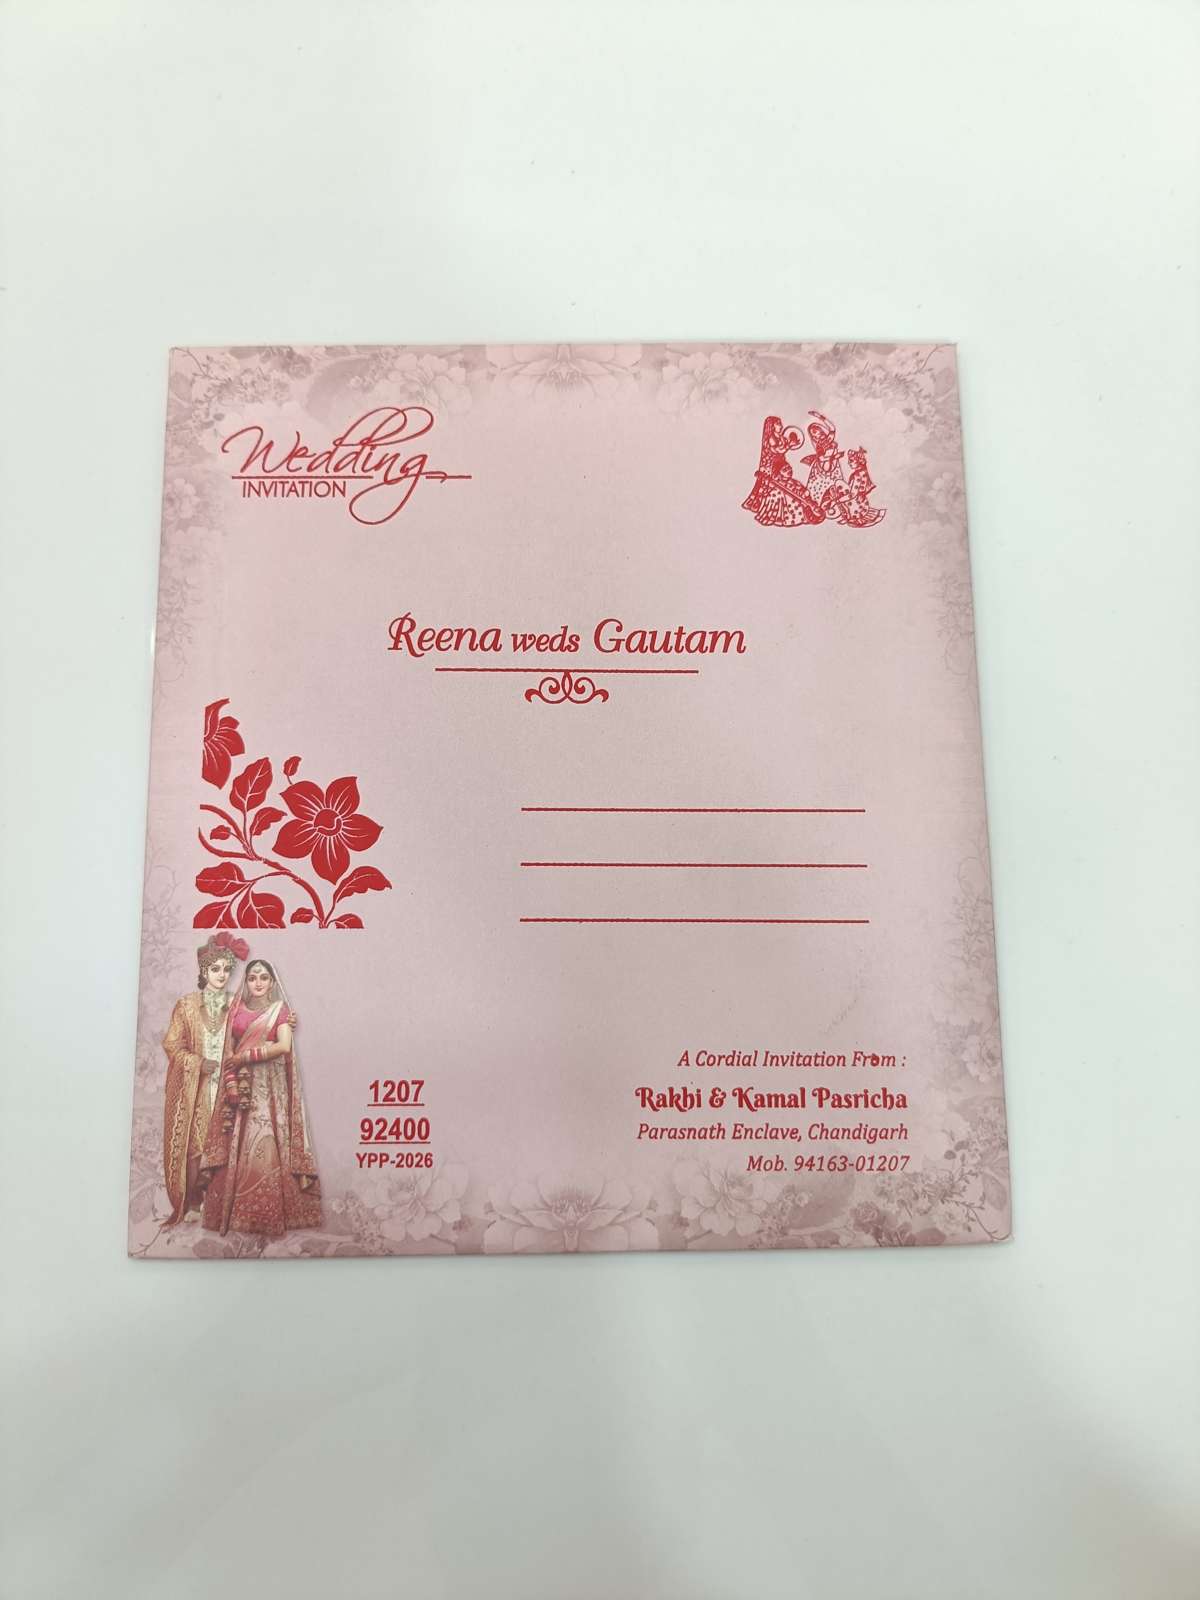 Wedding
INVITATION
Reena weds Gautam
1207
92400
YPP-2026
A Cordial Invitation From :
Rakhi & Kamal Pasricha
Parasnath Enclave, Chandigarh
Mob. 94163-01207